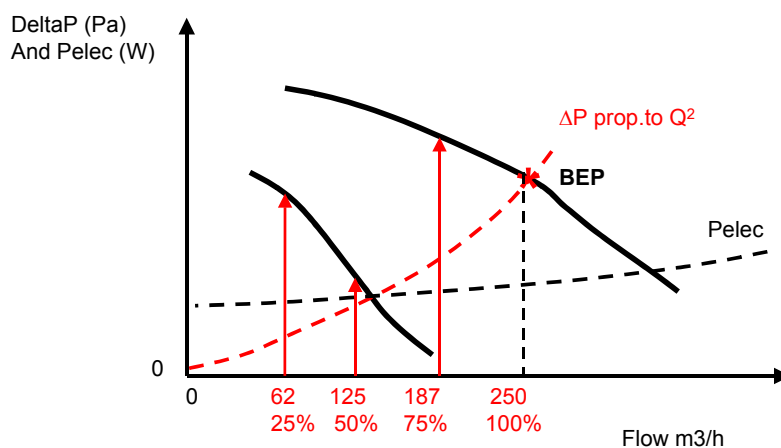 DeltaP (Pa)
And Pelec (W)
ΔP prop.to Q²
BEP
Pelec
0
0 62 125 187 250
25% 50% 75% 100%
Flow m3/h